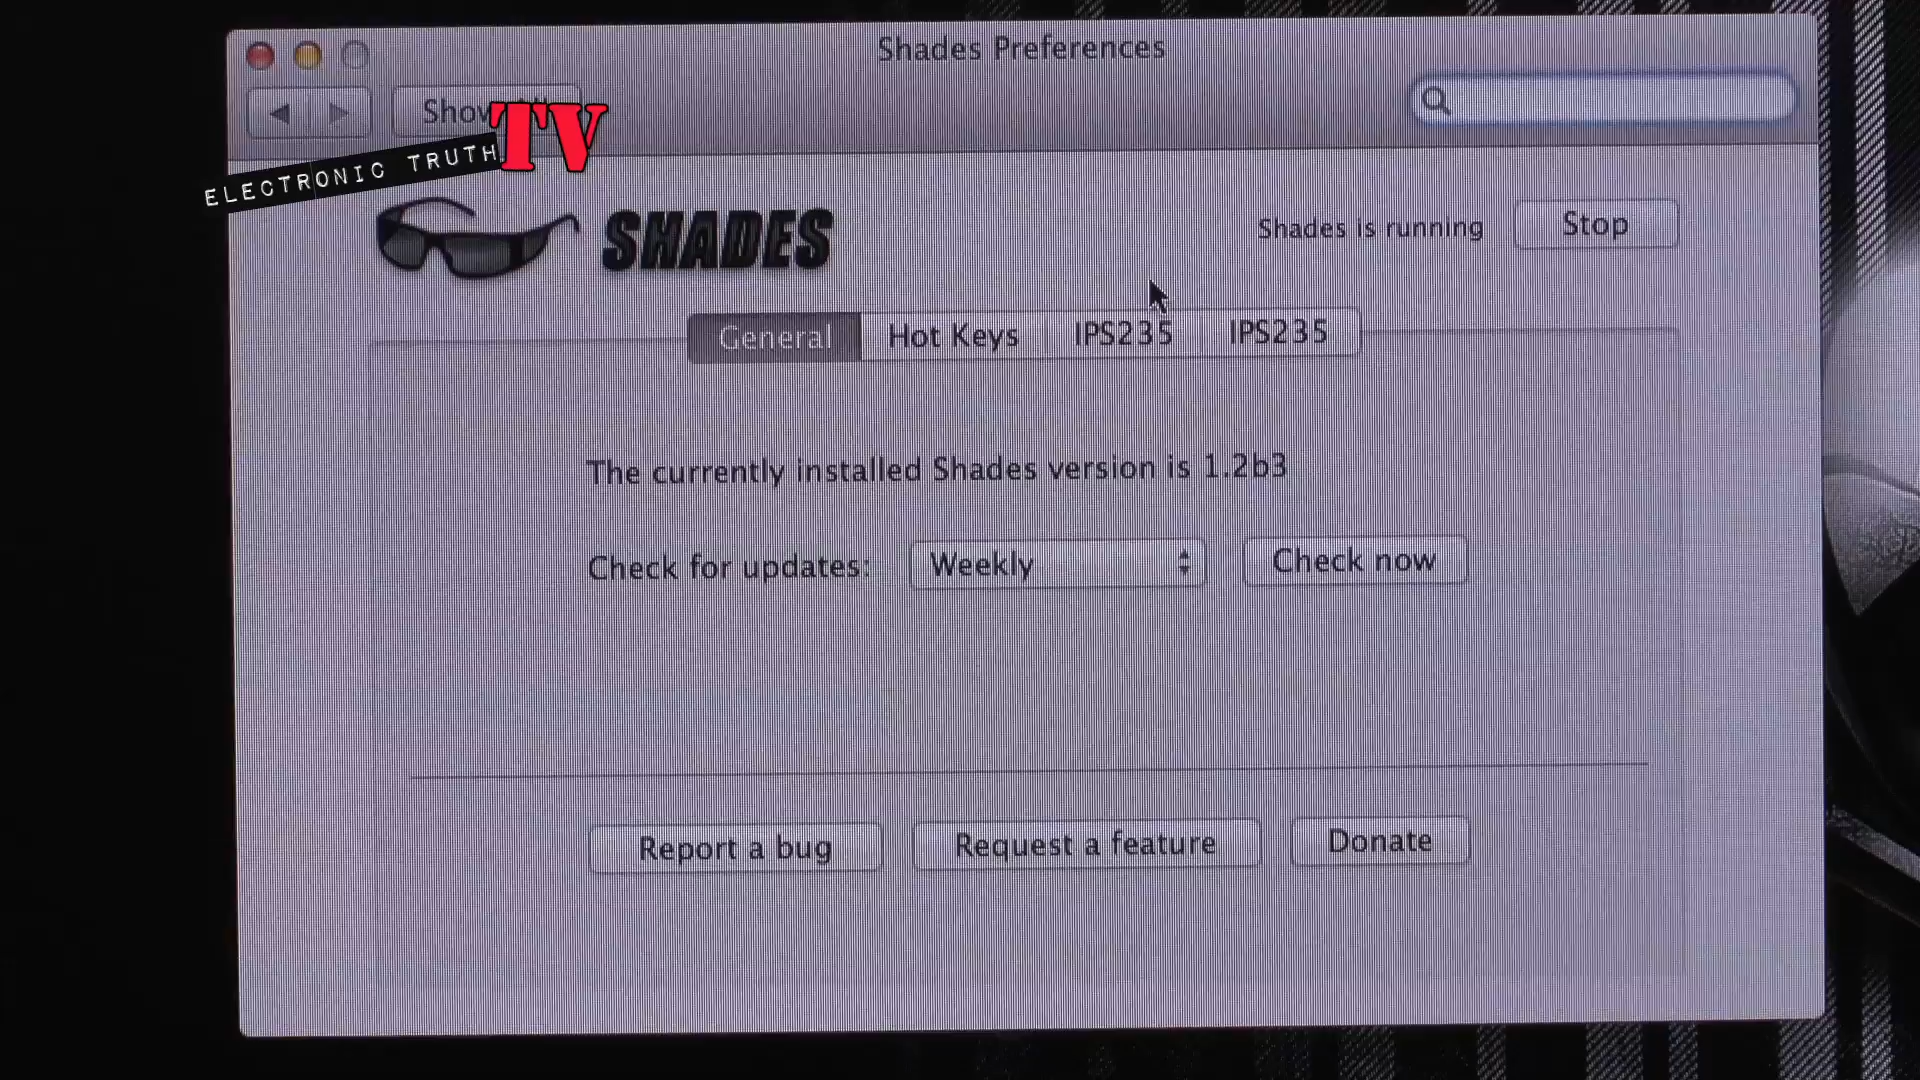 Shades Preferences
Show
TV
ELECTRONIC TRUTH
SHADES
Shades is running
Stop
General
Hot Keys
IPS235
IPS235
The currently installed Shades version is 1.2b3
Check for updates:
Weekly
Check now
Report a bug
Request a feature
Donate